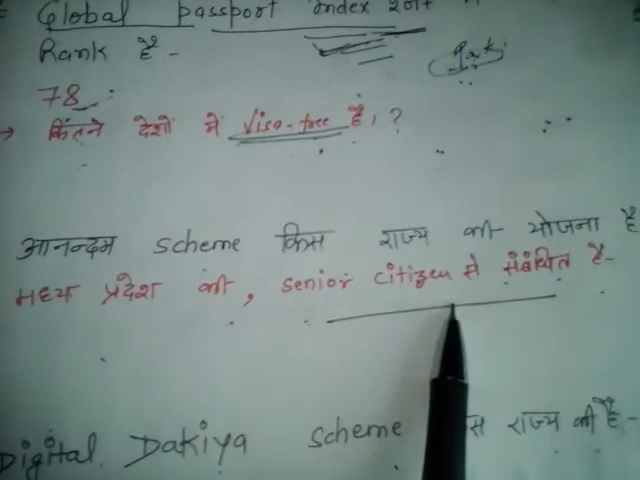 Global passport index 2017 में
Rank है -
78
किंतने देशों में Visa-free है, ?
आनन्दम scheme किस राज्य की योजना है
मध्य प्रदेश की, senior citizen से संबंधित है-
Digital Dakiya scheme राज्य की है-